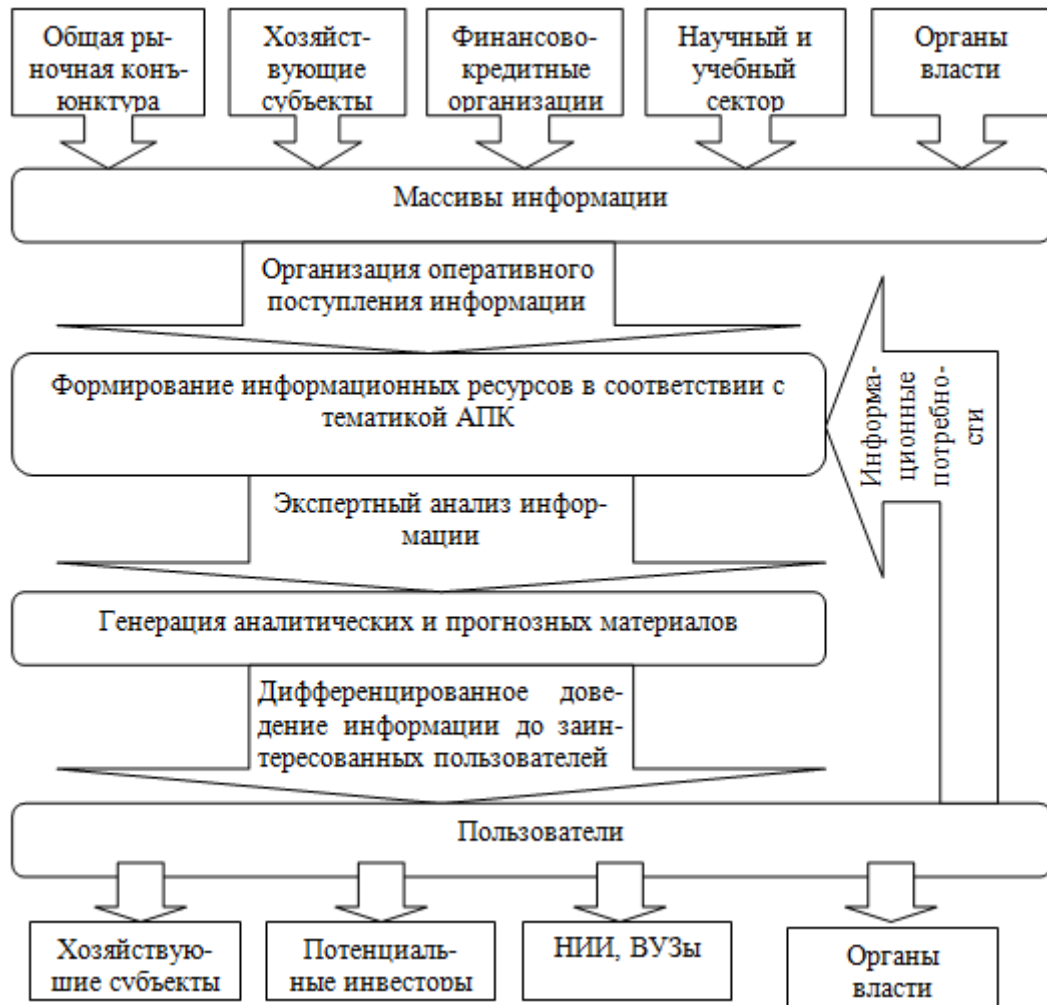 Общая ры-
ночная конъ-
юнктура
Хозяйст-
вующие
субъекты
Финансово-
кредитные
организации
Научный и
учебный
сектор
Органы
власти
Массивы информации
Организация оперативного
поступления информации
Формирование информационных ресурсов в соответствии с
тематикой АПК
Информа-
ционные
потребно-
сти
Экспертный анализ инфор-
мации
Генерация аналитических и прогнозных материалов
Дифференцированное дове-
дение информации до заин-
тересованных пользователей
Пользователи
Хозяйствую-
щие субъекты
Потенциаль-
ные инвесторы
НИИ, ВУЗы
Органы
власти